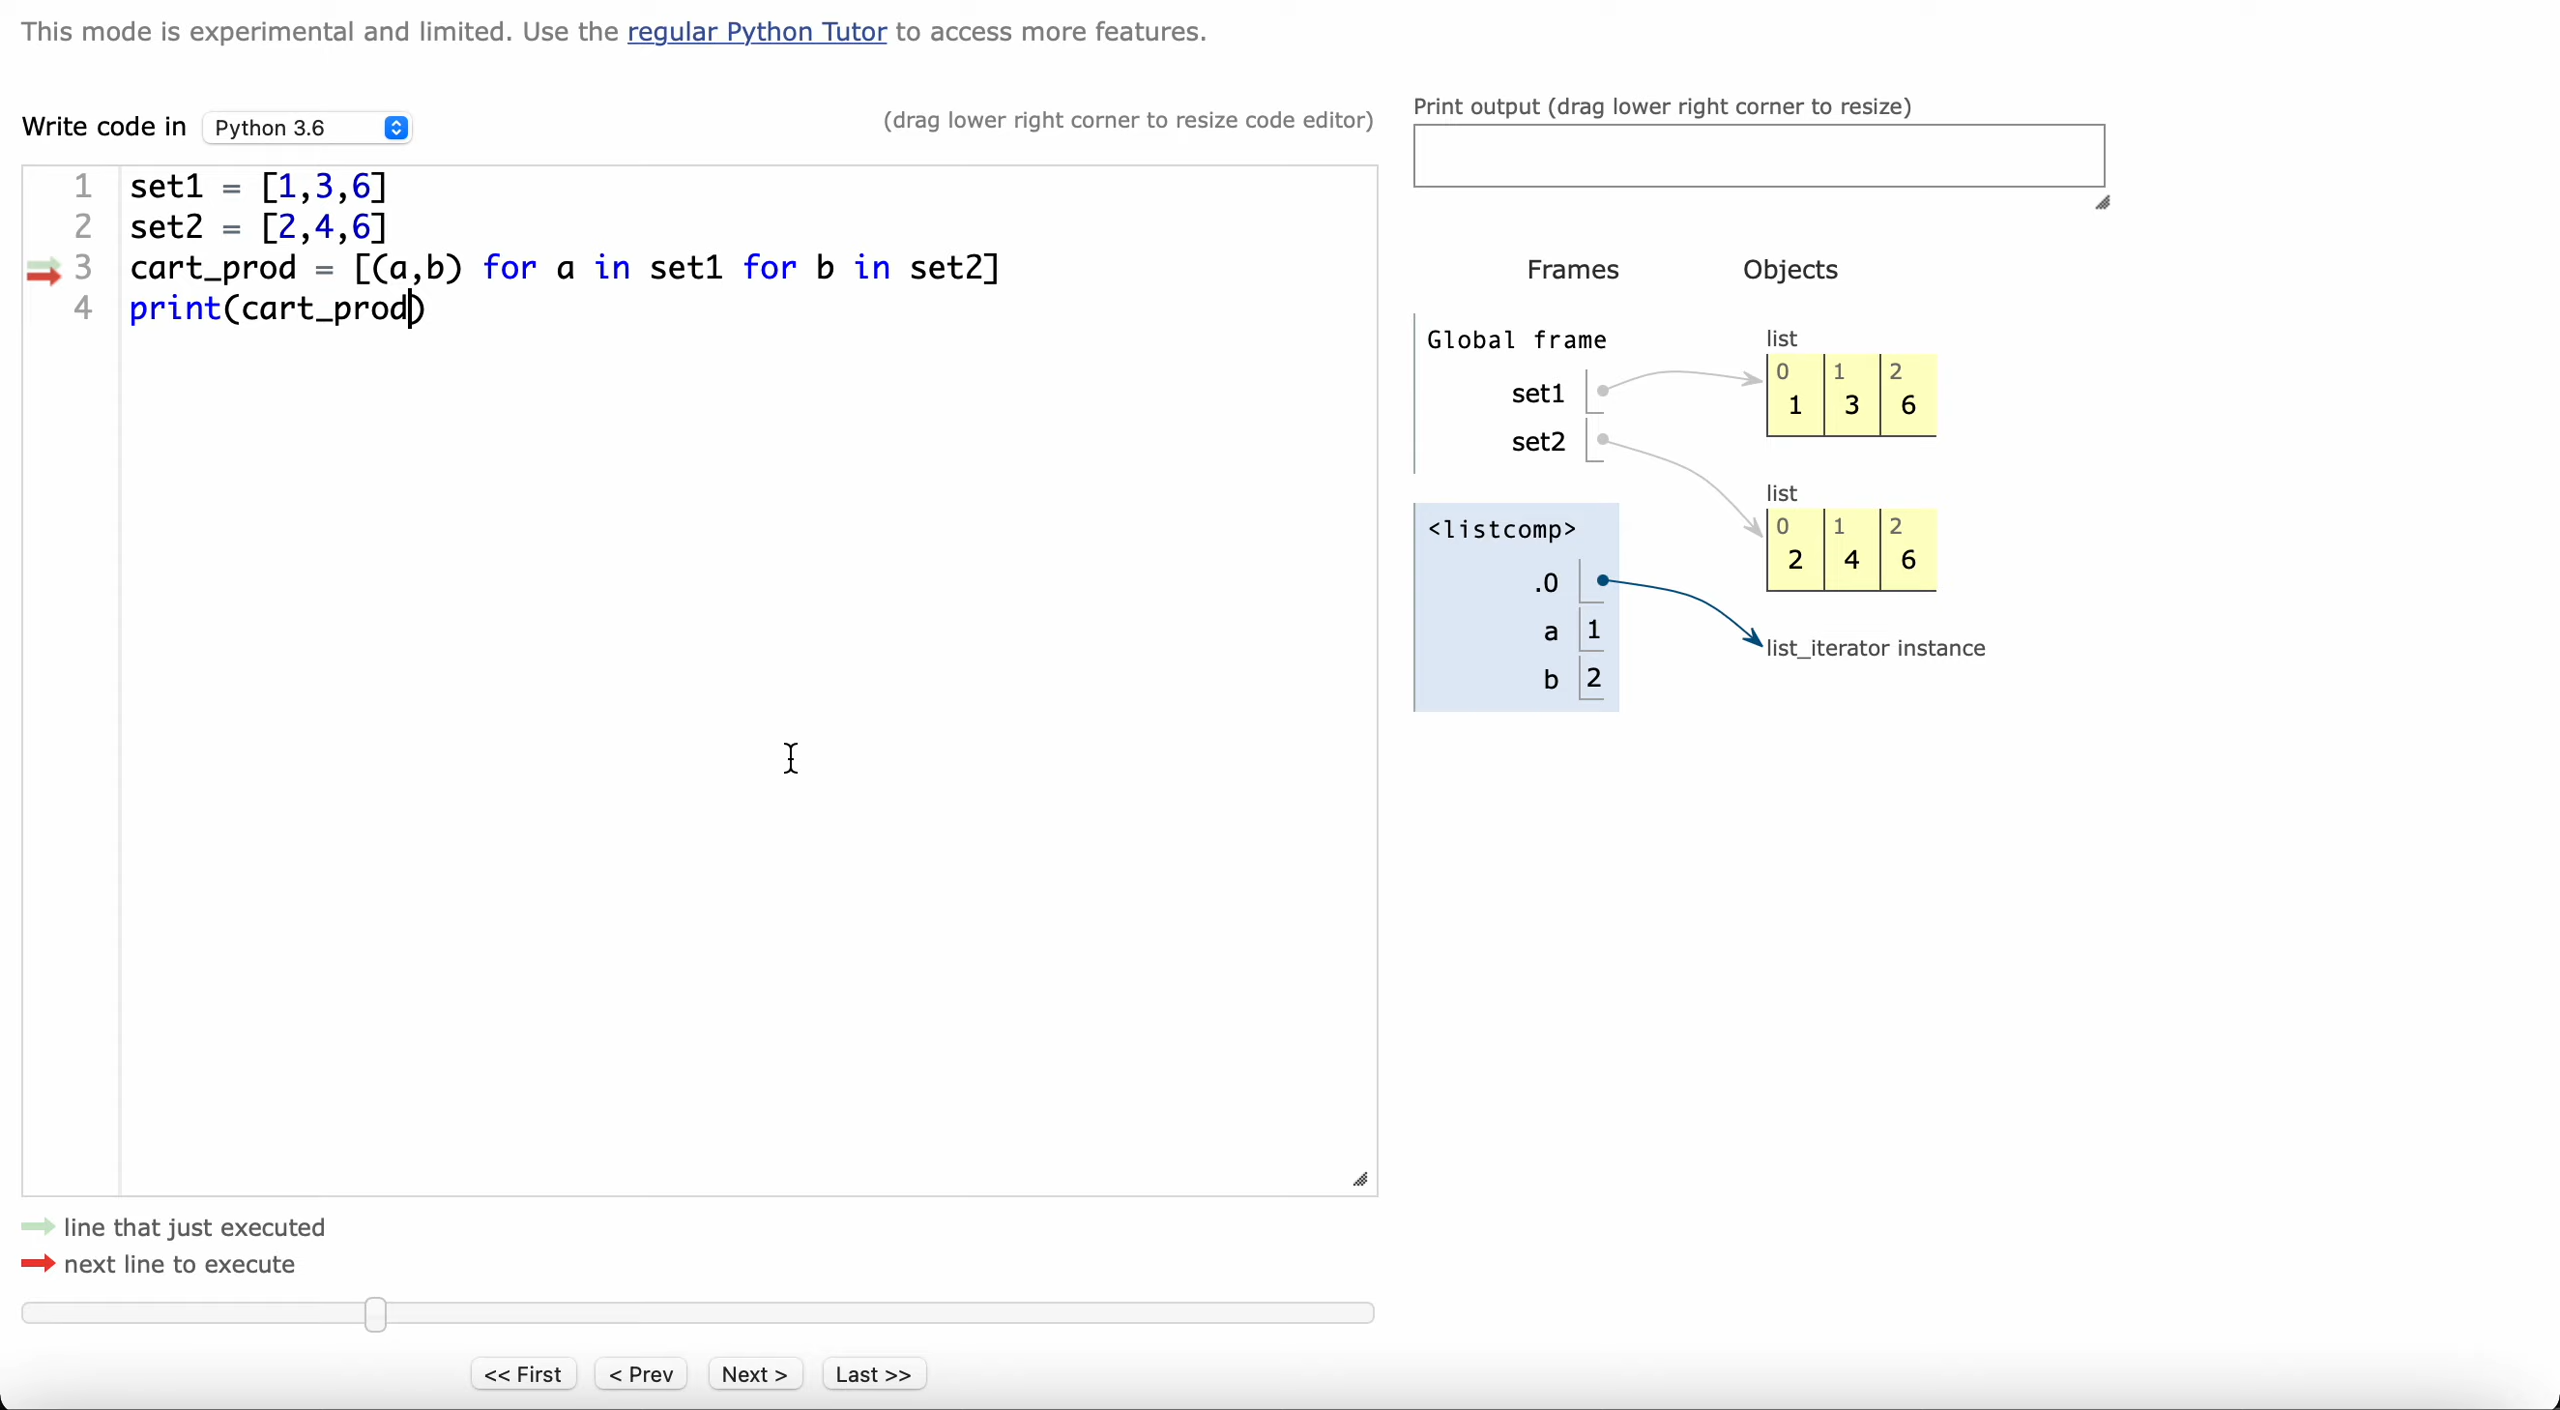 This mode is experimental and limited. Use the regular Python Tutor to access more features.
Write code in Python 3.6
(drag lower right corner to resize code editor)
1 set1 = [1,3,6]
2 set2 = [2,4,6]
3 cart_prod = [(a,b) for a in set1 for b in set2]
4 print(cart_prod)
line that just executed
next line to execute
<< First < Prev Next > Last >>
Print output (drag lower right corner to resize)
Frames Objects
Global frame
set1
set2
list
0 1 2
1 3 6
list
0 1 2
2 4 6
<listcomp>
.0
a 1
b 2
list_iterator instance